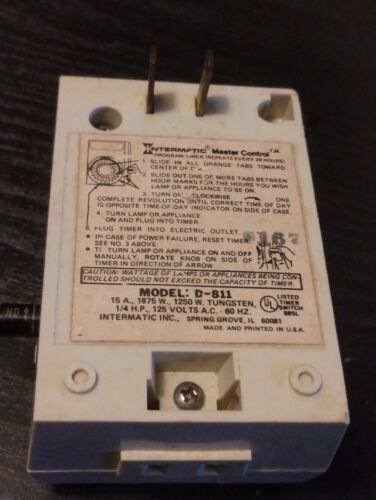 INTERMATIC® Master Control T.M.
PROGRAM TIMER (REPEATS EVERY 24 HOURS)
1. SLIDE IN ALL ORANGE TABS TOWARD
CENTER OF
2. SLIDE OUT ONE OF MORE TABS BETWEEN
HOUR MARKS FOR THE HOURS YOU WISH
LAMP OR APPLIANCE TO BE ON.
3. TURN CLOCKWISE ONE
COMPLETE REVOLUTION UNTIL CORRECT TIME OF DAY
IS OPPOSITE TIME-OF-DAY INDICATOR ON SIDE OF CASE.
4. TURN LAMP OR APPLIANCE
ON AND PLUG INTO TIMER
5. PLUG TIMER INTO ELECTRIC OUTLET
167
● IN CASE OF POWER FAILURE, RESET TIMER.
SEE NO. 3 ABOVE.
● TURN LAMP OR APPLIANCE ON AND OFF
MANUALLY, ROTATE KNOB ON SIDE OF
TIMER IN DIRECTION OF ARROW.
CAUTION: WATTAGE OF LAMPS OR APPLIANCES BEING CON-
TROLLED SHOULD NOT EXCEED THE CAPACITY OF TIMER.
MODEL: D-811
15 A., 1875 W., 1250 W. TUNGSTEN,
1/4 H.P., 125 VOLTS A.C. - 60 HZ.
INTERMATIC INC., SPRING GROVE, IL 60081
UL LISTED
TIMER
SWITCH
MADE AND PRINTED IN U.S.A.